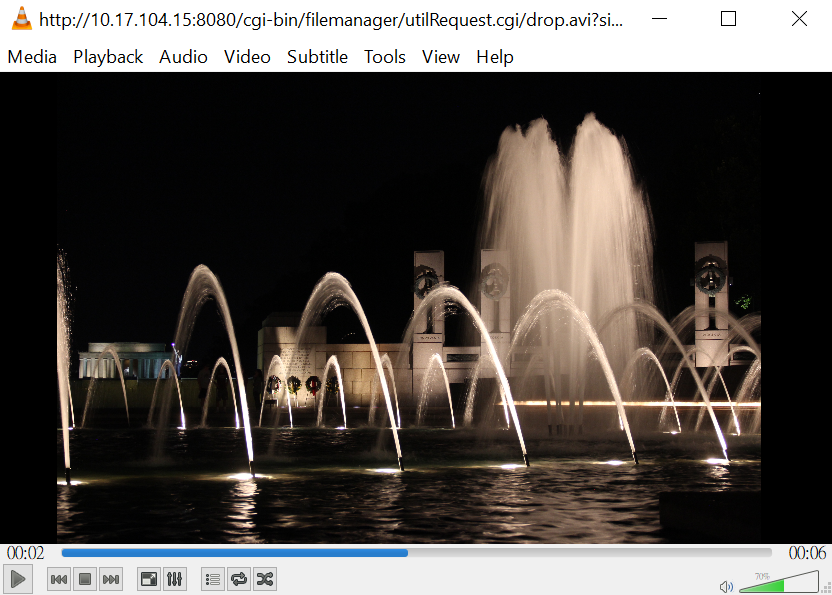 http://10.17.104.15:8080/cgi-bin/filemanager/utilRequest.cgi/drop.avi?si...
Media Playback Audio Video Subtitle Tools View Help
00:02 00:06
70%